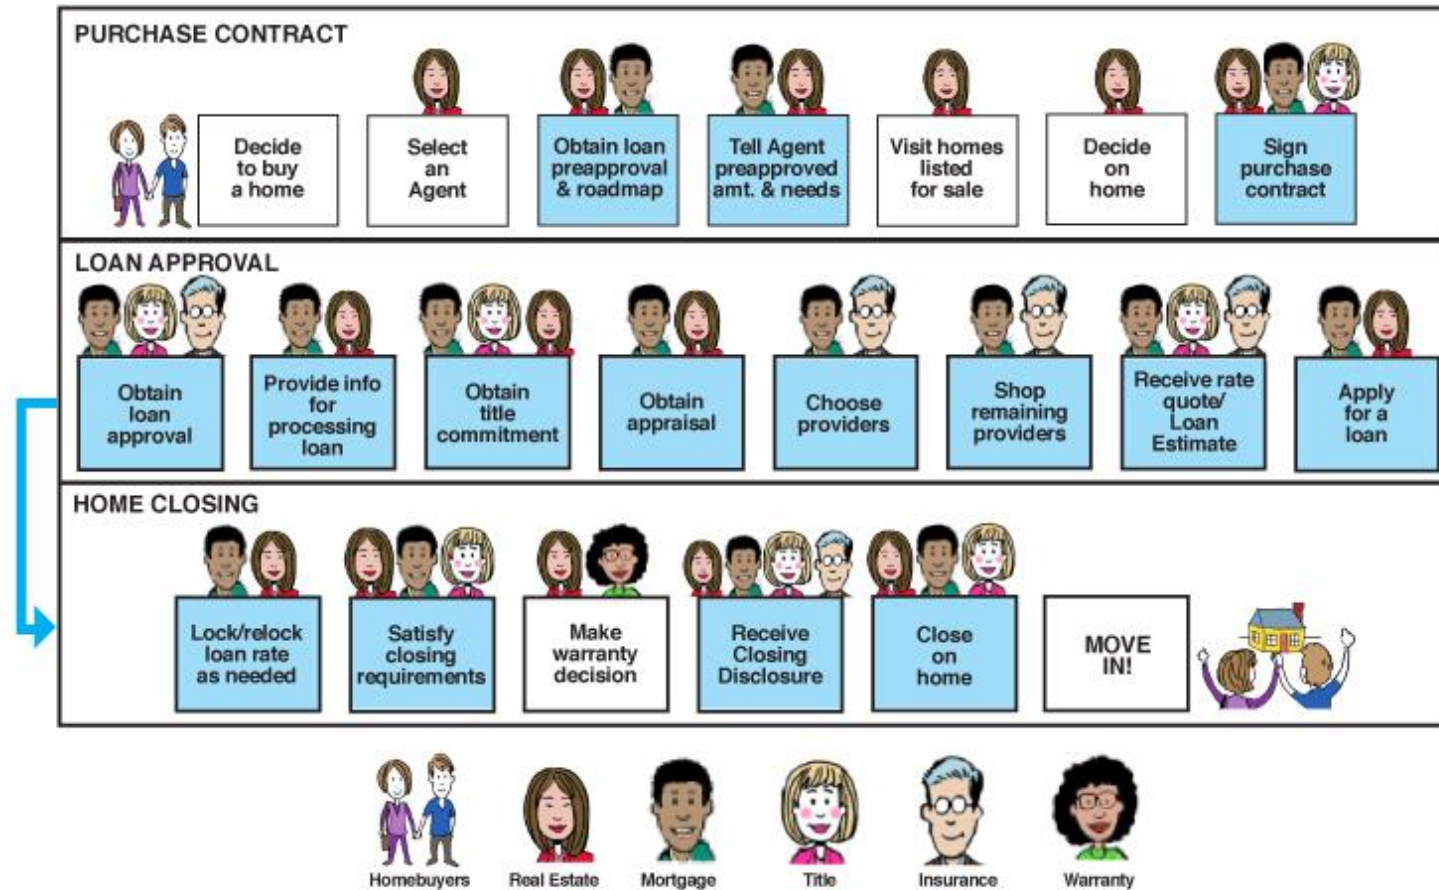 PURCHASE CONTRACT
Decide
to buy
a home
Select
an
Agent
Obtain loan
preapproval
& roadmap
Tell Agent
preapproved
amt. & needs
Visit homes
listed
for sale
Decide
on
home
Sign
purchase
contract
LOAN APPROVAL
Obtain
loan
approval
Provide info
for
processing
loan
Obtain
title
commitment
Obtain
appraisal
Choose
providers
Shop
remaining
providers
Receive rate
quote/
Loan
Estimate
Apply
for a
loan
HOME CLOSING
Lock/relock
loan rate
as needed
Satisfy
closing
requirements
Make
warranty
decision
Receive
Closing
Disclosure
Close
on
home
MOVE
IN!
Homebuyers
Real Estate
Mortgage
Title
Insurance
Warranty